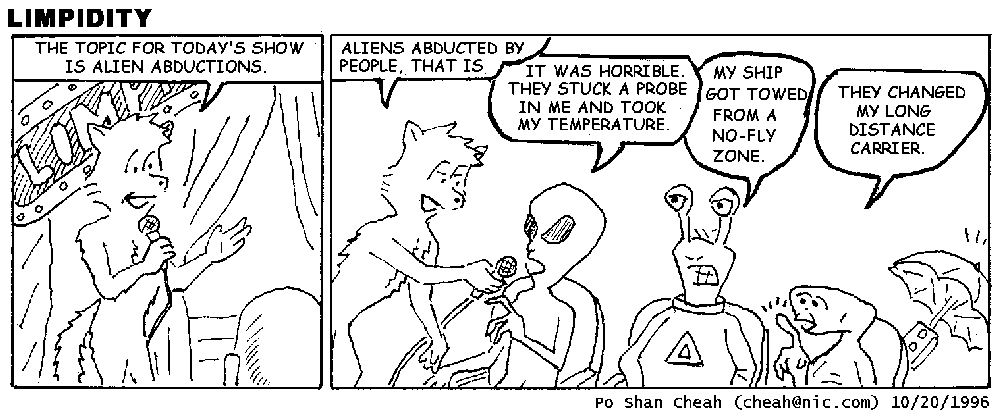 LIMPIDITY
THE TOPIC FOR TODAY'S SHOW
IS ALIEN ABDUCTIONS.
ALIENS ABDUCTED BY
PEOPLE, THAT IS
IT WAS HORRIBLE.
THEY STUCK A PROBE
IN ME AND TOOK
MY TEMPERATURE.
MY SHIP
GOT TOWED
FROM A
NO-FLY
ZONE.
THEY CHANGED
MY LONG
DISTANCE
CARRIER.
Po Shan Cheah (cheah@nic.com) 10/20/1996